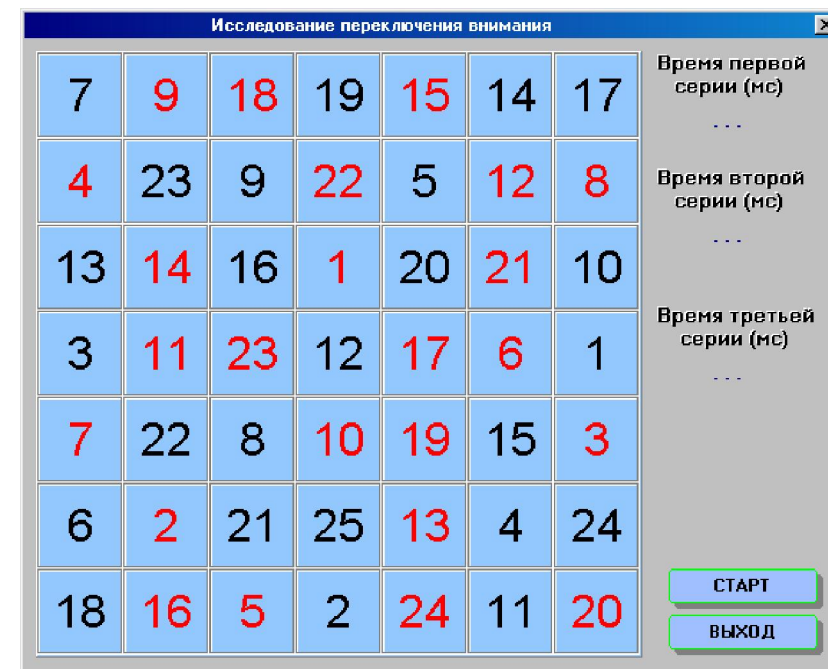 Исследование переключения внимания
7 9 18 19 15 14 17
4 23 9 22 5 12 8
13 14 16 1 20 21 10
3 11 23 12 17 6 1
7 22 8 10 19 15 3
6 2 21 25 13 4 24
18 16 5 2 24 11 20
Время первой
серии (мс)
...
Время второй
серии (мс)
...
Время третьей
серии (мс)
...
СТАРТ
ВЫХОД